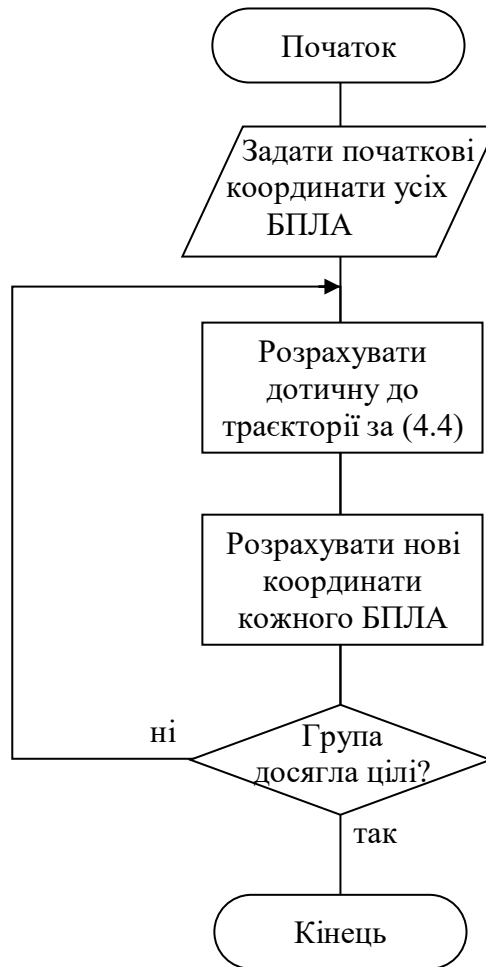 Початок
Задати початкові
координати усіх
БПЛА
Розрахувати
дотичну до
траєкторії за (4.4)
Розрахувати нові
координати
кожного БПЛА
ні
Група
досягла цілі?
так
Кінець